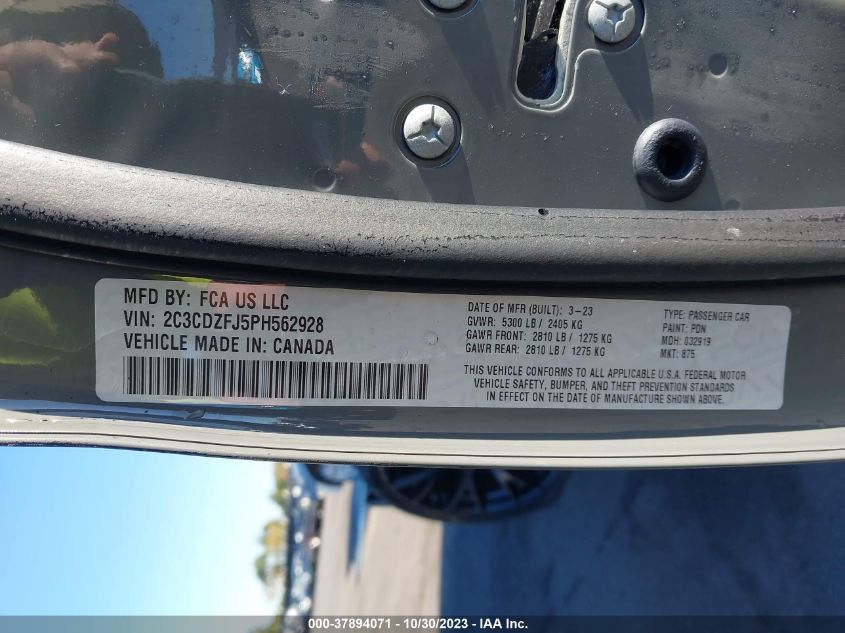 MFD BY: FCA US LLC
VIN: 2C3CDZFJ5PH562928
VEHICLE MADE IN: CANADA
DATE OF MFR (BUILT): 3-23
GVWR: 5300 LB / 2405 KG
GAWR FRONT: 2810 LB / 1275 KG
GAWR REAR: 2810 LB / 1275 KG
TYPE: PASSENGER CAR
PAINT: PDN
MDH: 032919
MKT: 875
THIS VEHICLE CONFORMS TO ALL APPLICABLE U.S.A. FEDERAL MOTOR
VEHICLE SAFETY, BUMPER, AND THEFT PREVENTION STANDARDS
IN EFFECT ON THE DATE OF MANUFACTURE SHOWN ABOVE.
000-37894071 - 10/30/2023 - IAA Inc.